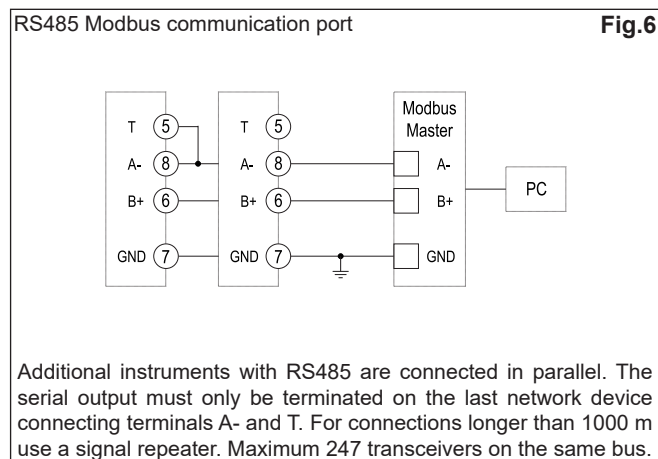 RS485 Modbus communication port
Fig.6
Modbus
Master
T 5 T 5
A- 8 A- 8 A-
B+ 6 B+ 6 B+
PC
GND 7 GND 7 GND
Additional instruments with RS485 are connected in parallel. The
serial output must only be terminated on the last network device
connecting terminals A- and T. For connections longer than 1000 m
use a signal repeater. Maximum 247 transceivers on the same bus.